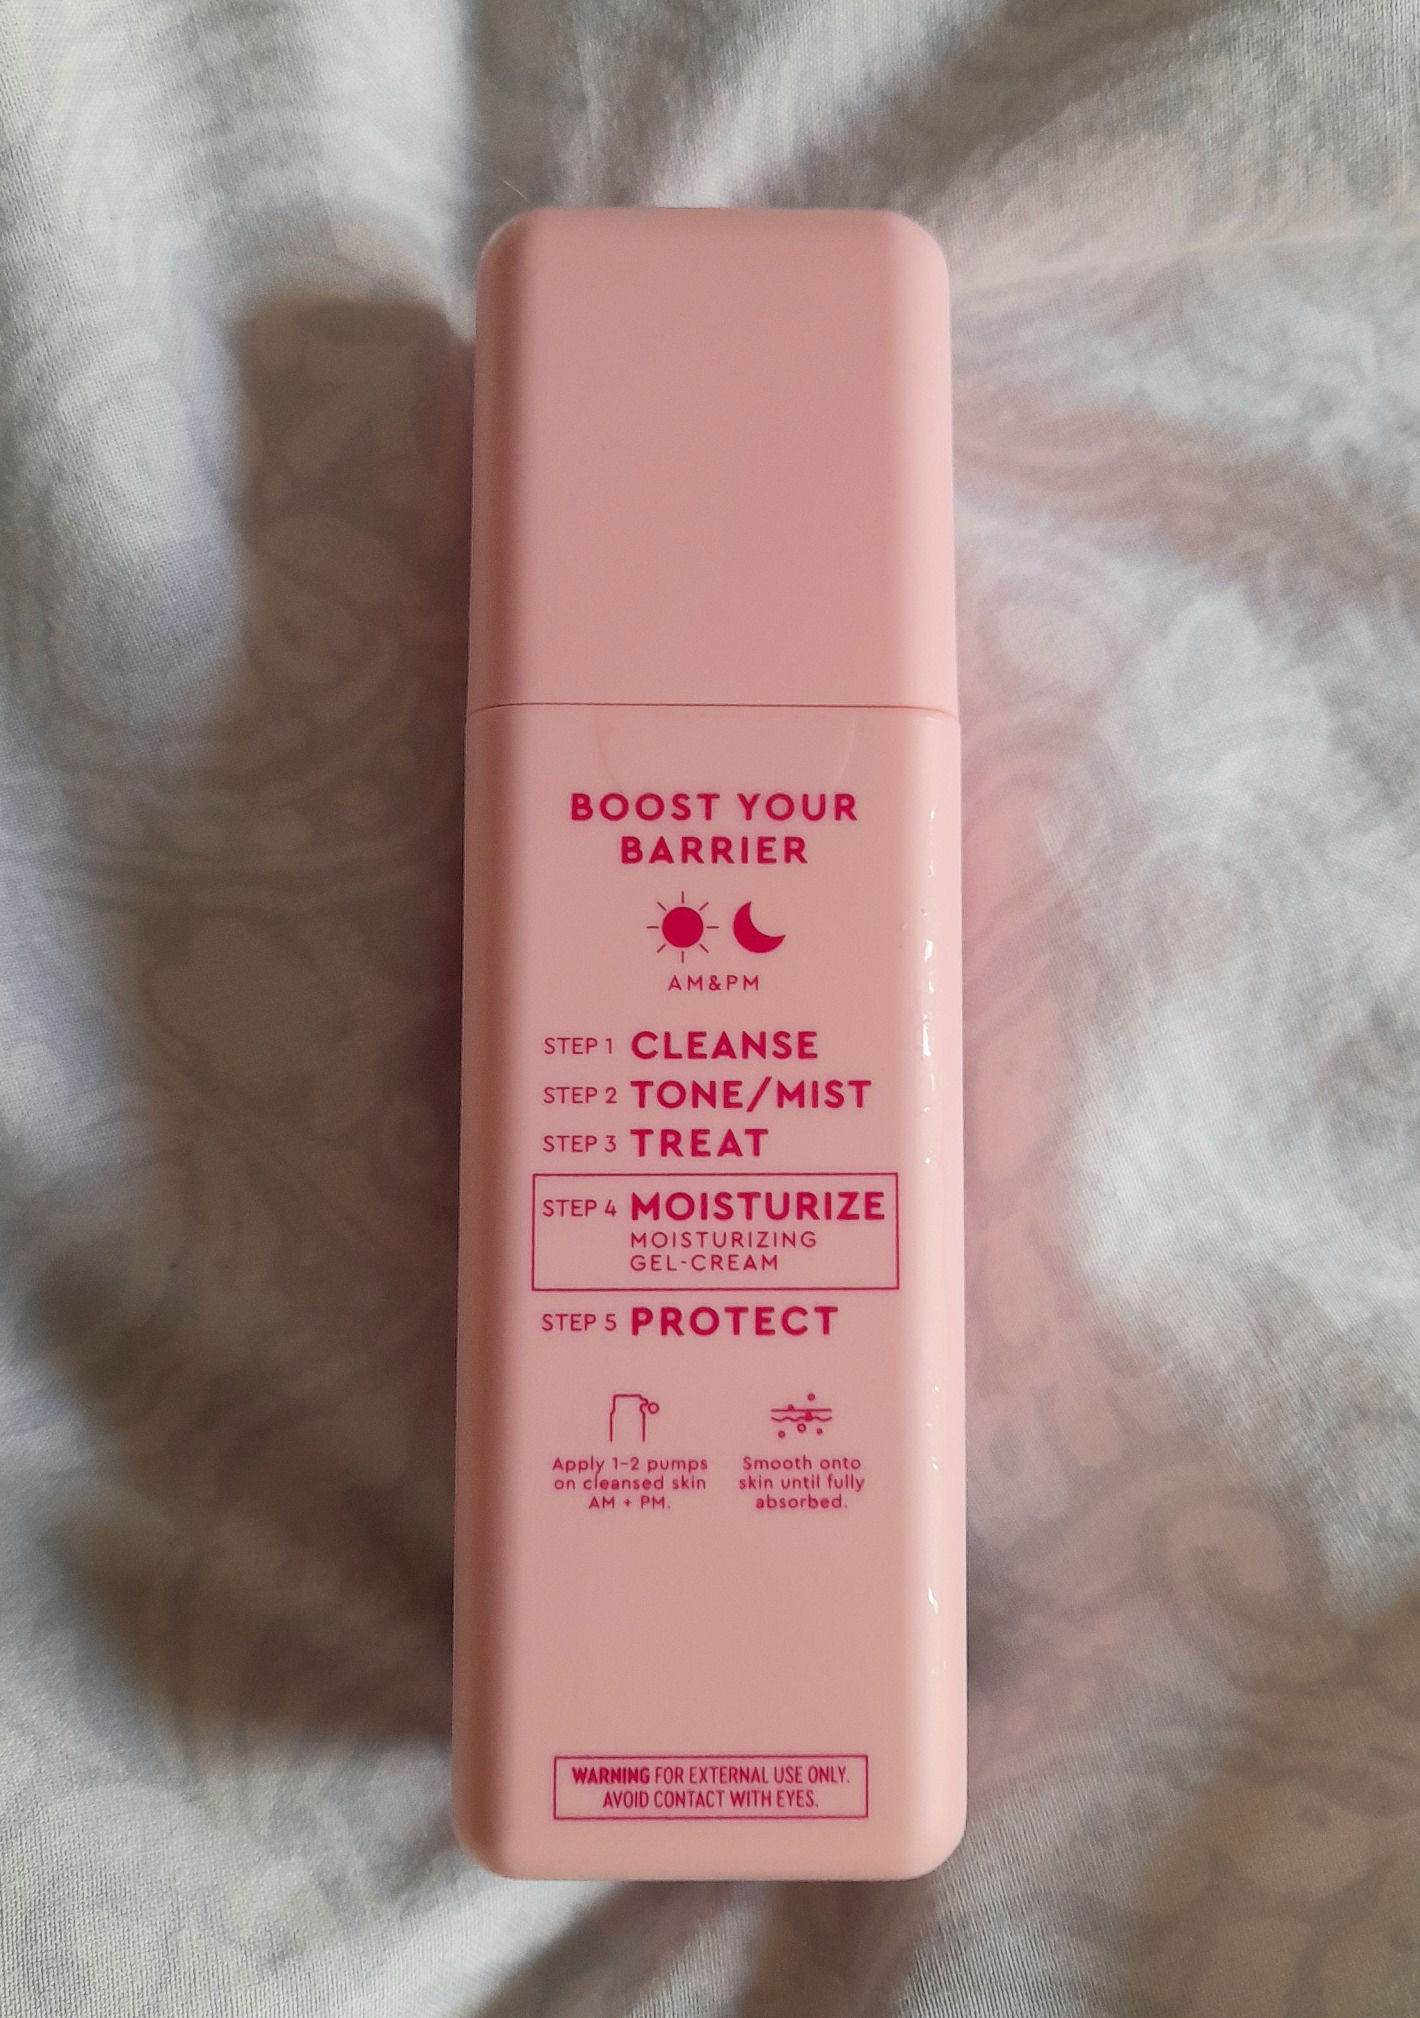 BOOST YOUR
BARRIER
AM&PM
STEP 1 CLEANSE
STEP 2 TONE/MIST
STEP 3 TREAT
STEP 4 MOISTURIZE
MOISTURIZING
GEL-CREAM
STEP 5 PROTECT
Apply 1-2 pumps
on cleansed skin
AM + PM.
Smooth onto
skin until fully
absorbed.
WARNING FOR EXTERNAL USE ONLY.
AVOID CONTACT WITH EYES.